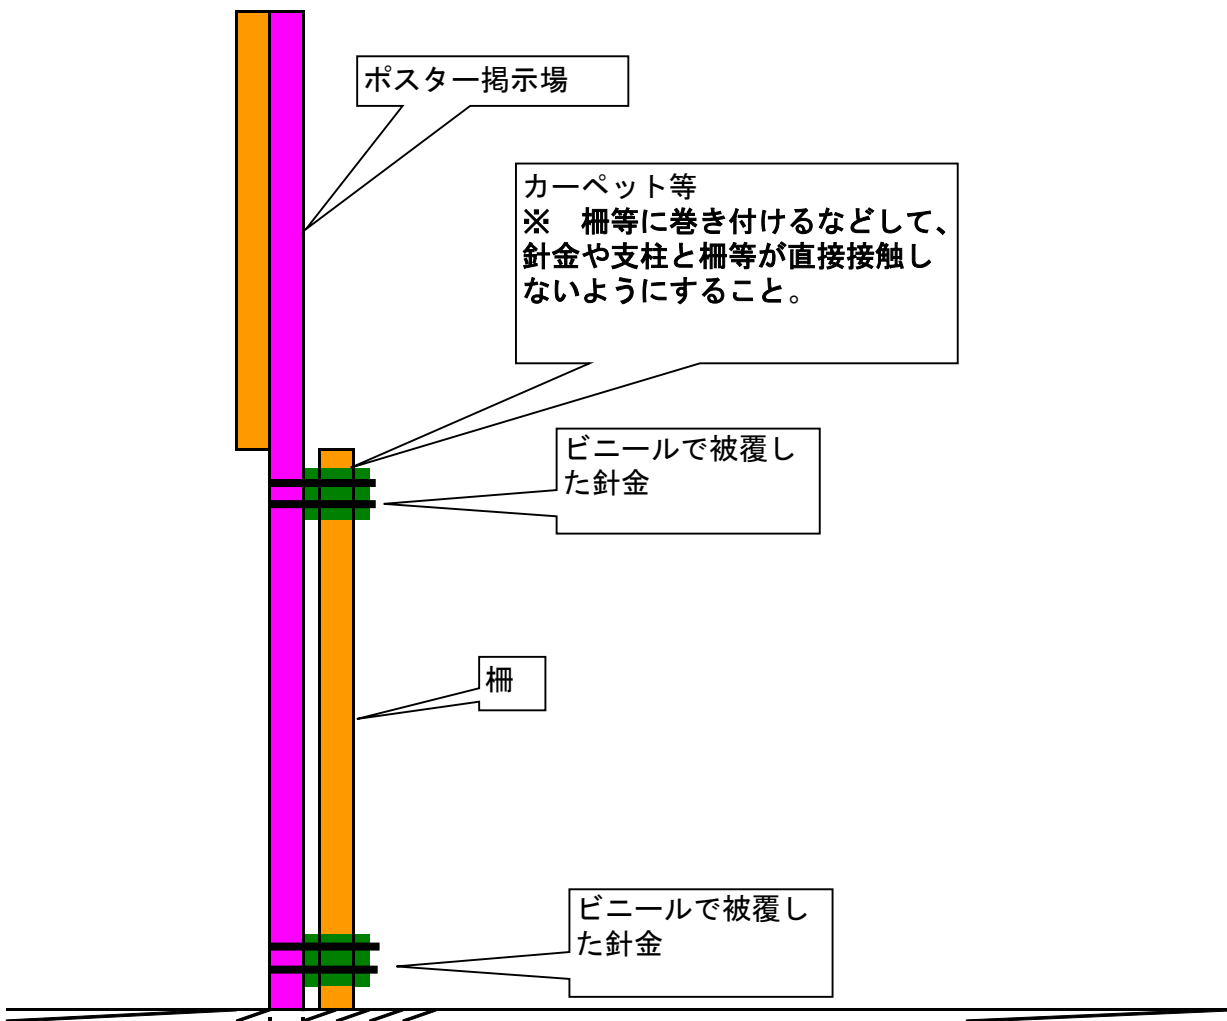 ポスター掲示場
カーペット等
※　柵等に巻き付けるなどして、
針金や支柱と柵等が直接接触し
ないようにすること。
ビニールで被覆し
た針金
柵
ビニールで被覆し
た針金